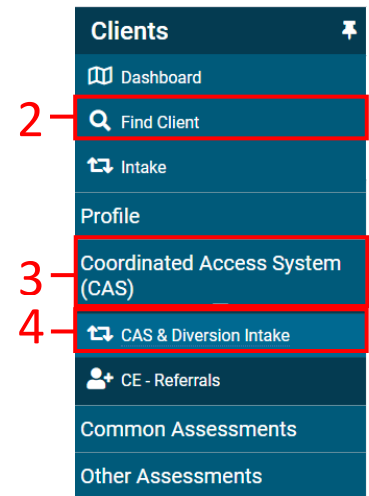 Clients
Dashboard
2
Find Client
Intake
Profile
3
Coordinated Access System
(CAS)
4
CAS & Diversion Intake
CE - Referrals
Common Assessments
Other Assessments